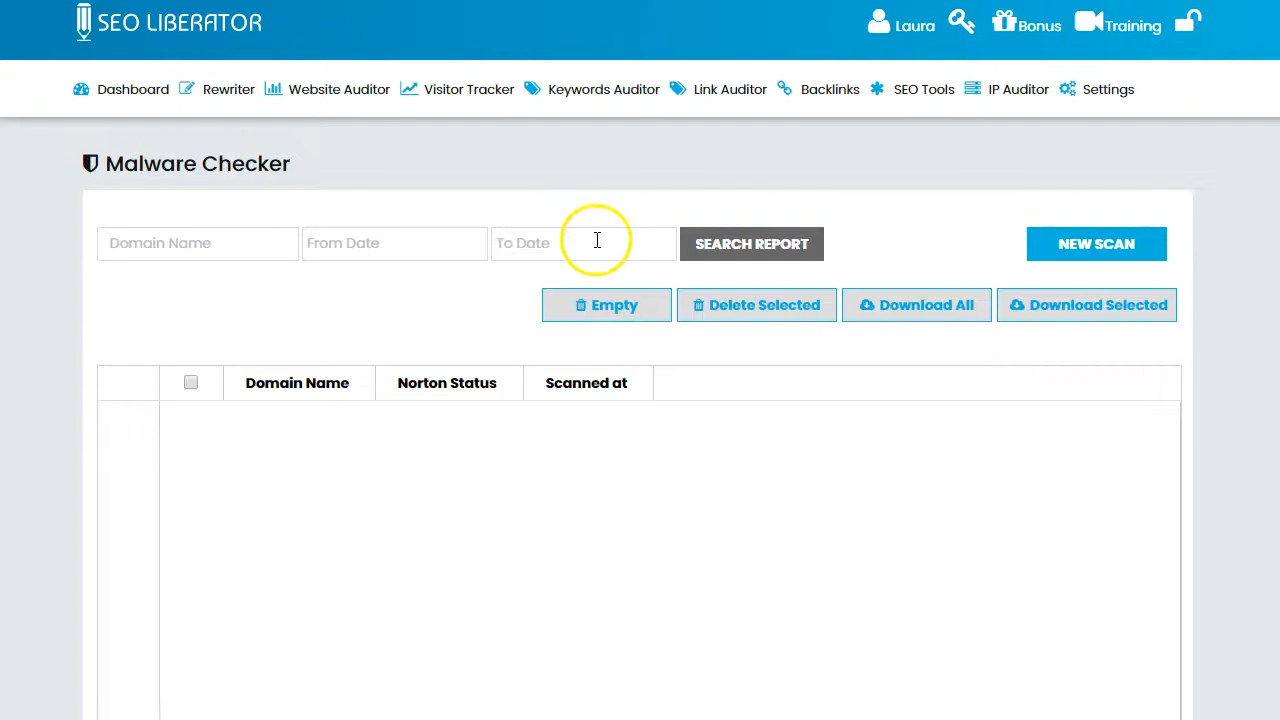 SEO LIBERATOR
Laura Bonus Training
Dashboard Rewriter Website Auditor Visitor Tracker Keywords Auditor Link Auditor Backlinks SEO Tools IP Auditor Settings
Malware Checker
Domain Name From Date To Date SEARCH REPORT NEW SCAN
Empty Delete Selected Download All Download Selected
Domain Name Norton Status Scanned at